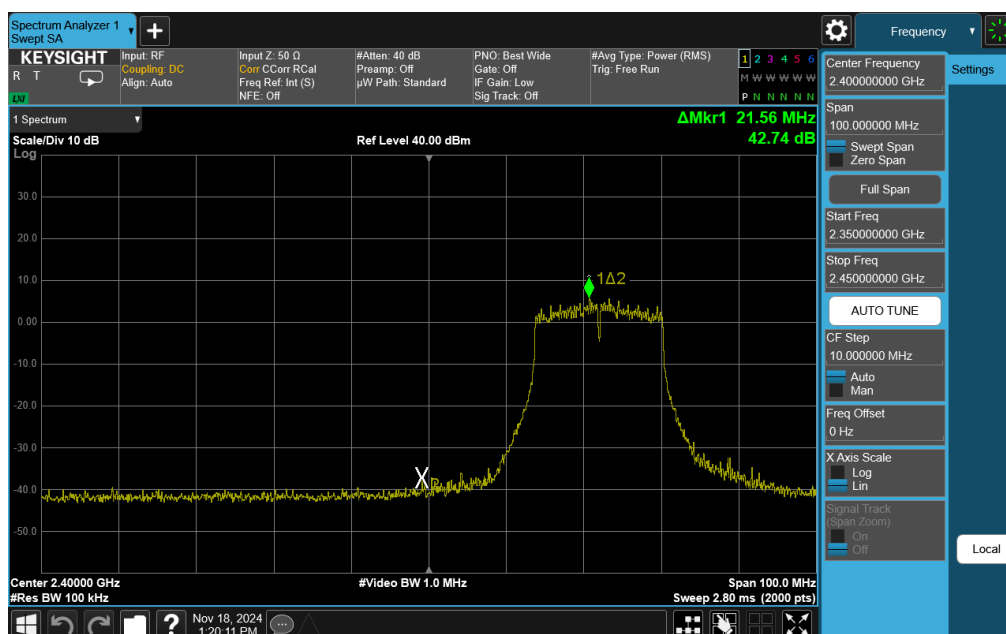 Spectrum Analyzer 1
Swept SA
+
Frequency
KEYSIGHT
R T
LXI
Input: RF
Coupling: DC
Align: Auto
Input Z: 50 Ω
Corr CCorr RCal
Freq Ref: Int (S)
NFE: Off
#Atten: 40 dB
Preamp: Off
µW Path: Standard
PNO: Best Wide
Gate: Off
IF Gain: Low
Sig Track: Off
#Avg Type: Power (RMS)
Trig: Free Run
1 2 3 4 5 6
M W W W W W
P N N N N N
1 Spectrum
Scale/Div 10 dB
Ref Level 40.00 dBm
ΔMkr1 21.56 MHz
42.74 dB
Log
30.0
20.0
10.0
0.00
-10.0
-20.0
-30.0
-40.0
-50.0
1Δ2
X
Center 2.40000 GHz
#Res BW 100 kHz
#Video BW 1.0 MHz
Span 100.0 MHz
Sweep 2.80 ms (2000 pts)
Center Frequency
2.400000000 GHz
Span
100.000000 MHz
Swept Span
Zero Span
Full Span
Start Freq
2.350000000 GHz
Stop Freq
2.450000000 GHz
AUTO TUNE
CF Step
10.000000 MHz
Auto
Man
Freq Offset
0 Hz
X Axis Scale
Log
Lin
Signal Track
(Span Zoom)
On
Off
Settings
Local
?
Nov 18, 2024
1:20:11 PM